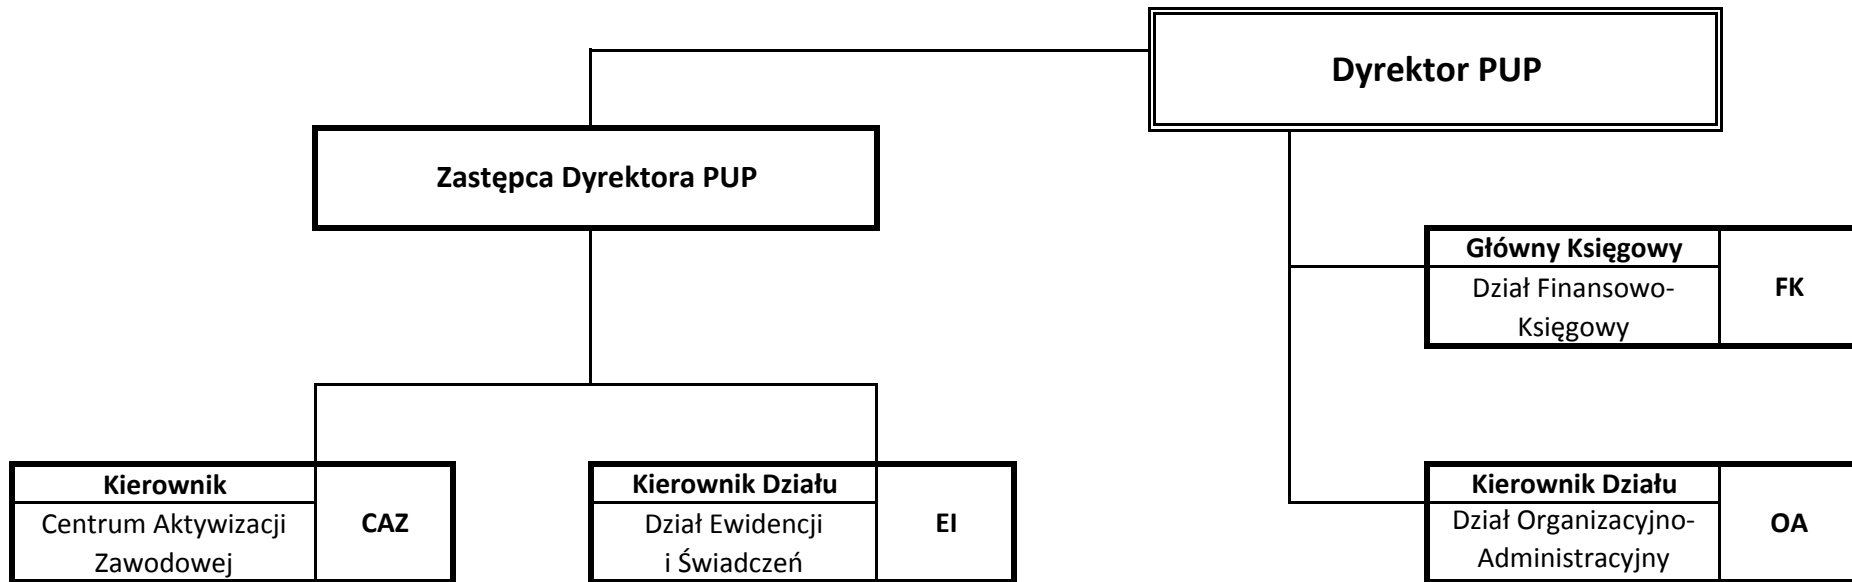 Dyrektor PUP
Zastępca Dyrektora PUP
Główny Księgowy
Dział Finansowo-
Księgowy
FK
Kierownik
Centrum Aktywizacji
Zawodowej
CAZ
Kierownik Działu
Dział Ewidencji
i Świadczeń
EI
Kierownik Działu
Dział Organizacyjno-
Administracyjny
OA